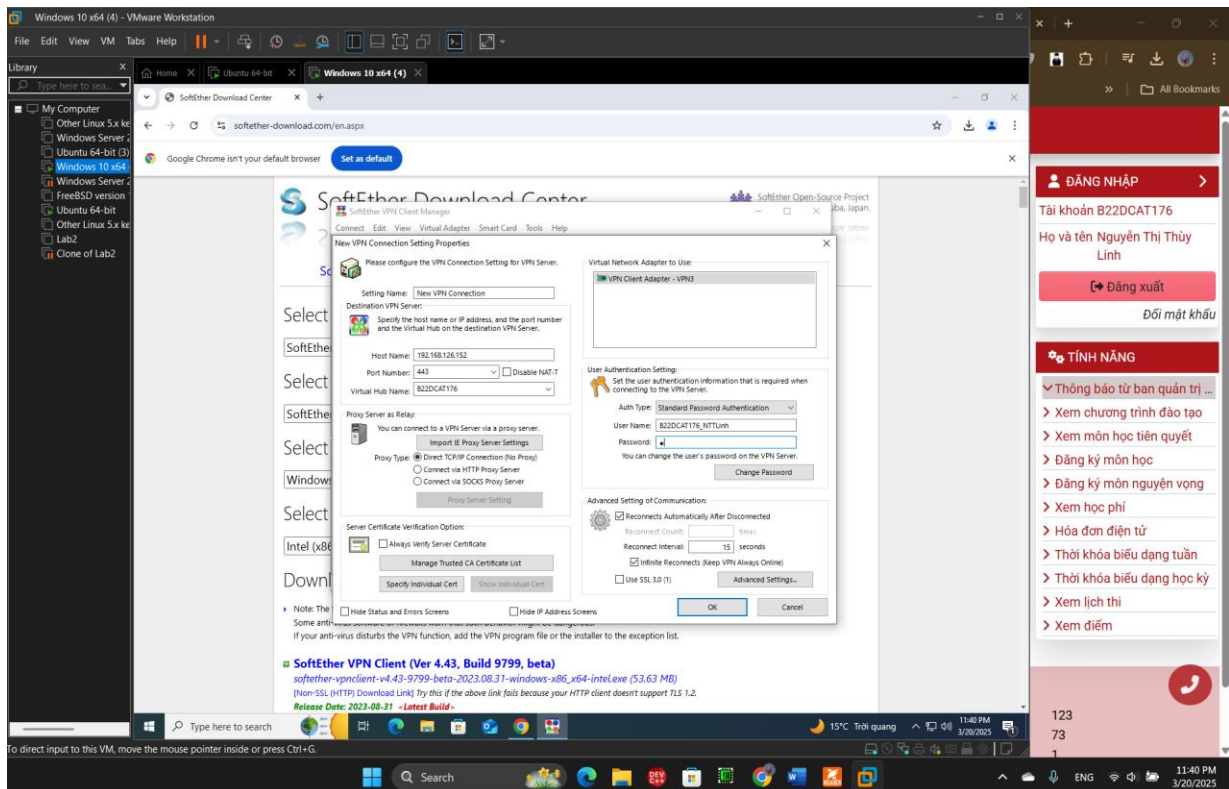 Windows 10 x64 (4) - VMware Workstation
File Edit View VM Tabs Help
Library X
Type here to sea...
My Computer
Other Linux 5.x ke
Windows Server 2
Ubuntu 64-bit (3)
Windows 10 x64
Windows Server 2
FreeBSD version
Ubuntu 64-bit
Other Linux 5.x ke
Lab2
Clone of Lab2
Home
Ubuntu 64-bit
Windows 10 x64 (4)
SoftEther Download Center
softether-download.com/en.aspx
Google Chrome isn't your default browser
Set as default
SoftEther Download Center
SoftEther Open-Source Project
Japan.
SoftEther VPN Client Manager
Connect Edit View Virtual Adapter Smart Card Tools Help
New VPN Connection Setting Properties
Please configure the VPN Connection Setting for VPN Server.
Setting Name: New VPN Connection
Destination VPN Server:
Specify the host name or IP address, and the port number
and the Virtual Hub on the destination VPN Server.
Host Name: 192.168.126.152
Port Number: 443 Disable NAT-T
Virtual Hub Name: B22DCAT176
Proxy Server as Relay:
You can connect to a VPN Server via a proxy server.
Import IE Proxy Server Settings
Proxy Type: Direct TCP/IP Connection (No Proxy)
Connect via HTTP Proxy Server
Connect via SOCKS Proxy Server
Proxy Server Setting
Server Certificate Verification Option:
Always Verify Server Certificate
Manage Trusted CA Certificate List
Specify Individual Cert
Show Individual Cert
Hide Status and Errors Screens
Hide IP Address Screens
Virtual Network Adapter to Use:
VPN Client Adapter - VPN3
User Authentication Setting:
Set the user authentication information that is required when
connecting to the VPN Server.
Auth Type: Standard Password Authentication
User Name: B22DCAT176_NTTLinh
Password:
You can change the user's password on the VPN Server.
Change Password
Advanced Setting of Communication:
Reconnects Automatically After Disconnected
Reconnect Count: times
Reconnect Interval: 15 seconds
Infinite Reconnects (Keep VPN Always Online)
Use SSL 3.0 (1)
Advanced Settings...
OK
Cancel
Select
SoftEthe
Select
SoftEthe
Select
Window
Select
Intel (x86
Downl
Note: The
Some anti-virus software or firewalls warn that such behavior might be dangerous.
If your anti-virus disturbs the VPN function, add the VPN program file or the installer to the exception list.
SoftEther VPN Client (Ver 4.43, Build 9799, beta)
softether-vpnclient-v4.43-9799-beta-2023.08.31-windows-x86_x64-intel.exe (53.63 MB)
[Non-SSL (HTTP) Download Link] Try this if the above link fails because your HTTP client doesn't support TLS 1.2.
Release Date: 2023-08-31 <Latest Build>
Type here to search
15°C Trời quang
11:40 PM
3/20/2025
To direct input to this VM, move the mouse pointer inside or press Ctrl+G.
All Bookmarks
ĐĂNG NHẬP
Tài khoản B22DCAT176
Họ và tên Nguyễn Thị Thùy
Linh
Đăng xuất
Đổi mật khẩu
TÍNH NĂNG
Thông báo từ ban quản trị ...
Xem chương trình đào tạo
Xem môn học tiên quyết
Đăng ký môn học
Đăng ký môn nguyện vọng
Xem học phí
Hóa đơn điện tử
Thời khóa biểu dạng tuần
Thời khóa biểu dạng học kỳ
Xem lịch thi
Xem điểm
123
73
1
Search
ENG
11:40 PM
3/20/2025